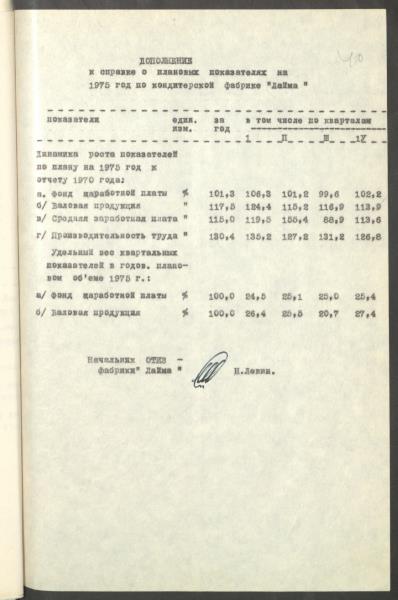 ДОПОЛНЕНИЕ
к справке о плановых показателях на
1975 год по кондитерской фабрике "Лайма"
показатели един. за в том числе по кварталам
изм. год 1 П Ш 1У
Динамика роста показателей
по плану на 1975 год к
отчету 1970 года:
а. фонд заработной платы % 101,3 106,3 101,2 99,6 102,2
б/ Валовая продукция " 117,5 124,4 115,2 116,9 113,9
в/ Средняя заработная плата " 115,0 119,5 155,4 88,9 113,6
г/ Производительность труда " 130,4 135,2 127,2 131,2 126,8
Удельный вес квартальных
показателей в годов. плано-
вом об'еме 1975 г.:
а/ фонд заработной платы % 100,0 24,5 25,1 25,0 25,4
б/ Валовая продукция % 100,0 26,4 25,5 20,7 27,4
Начальник ОТИЗ -
фабрики "Лайма" Н.Левин.